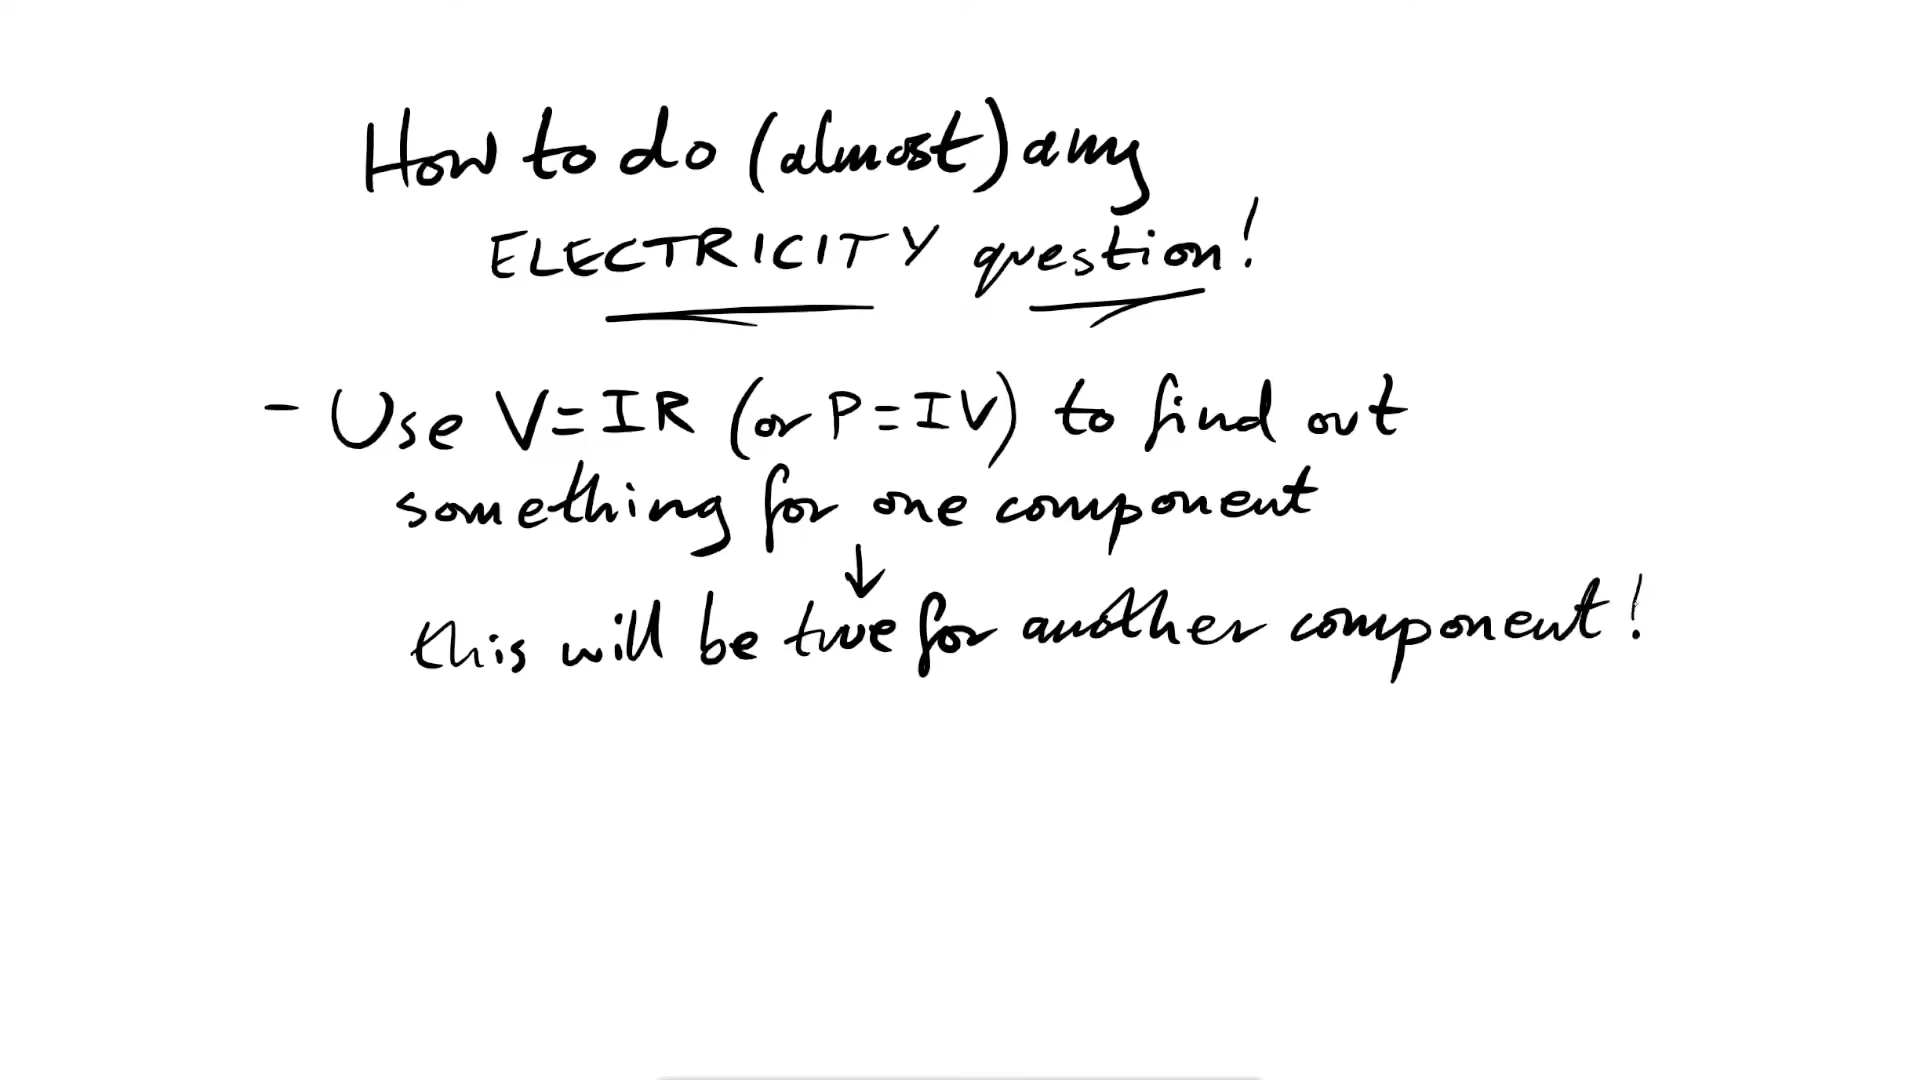 How to do (almost) any
ELECTRICITY question!
- Use V=IR (or P=IV) to find out
something for one component
↓
this will be true for another component!